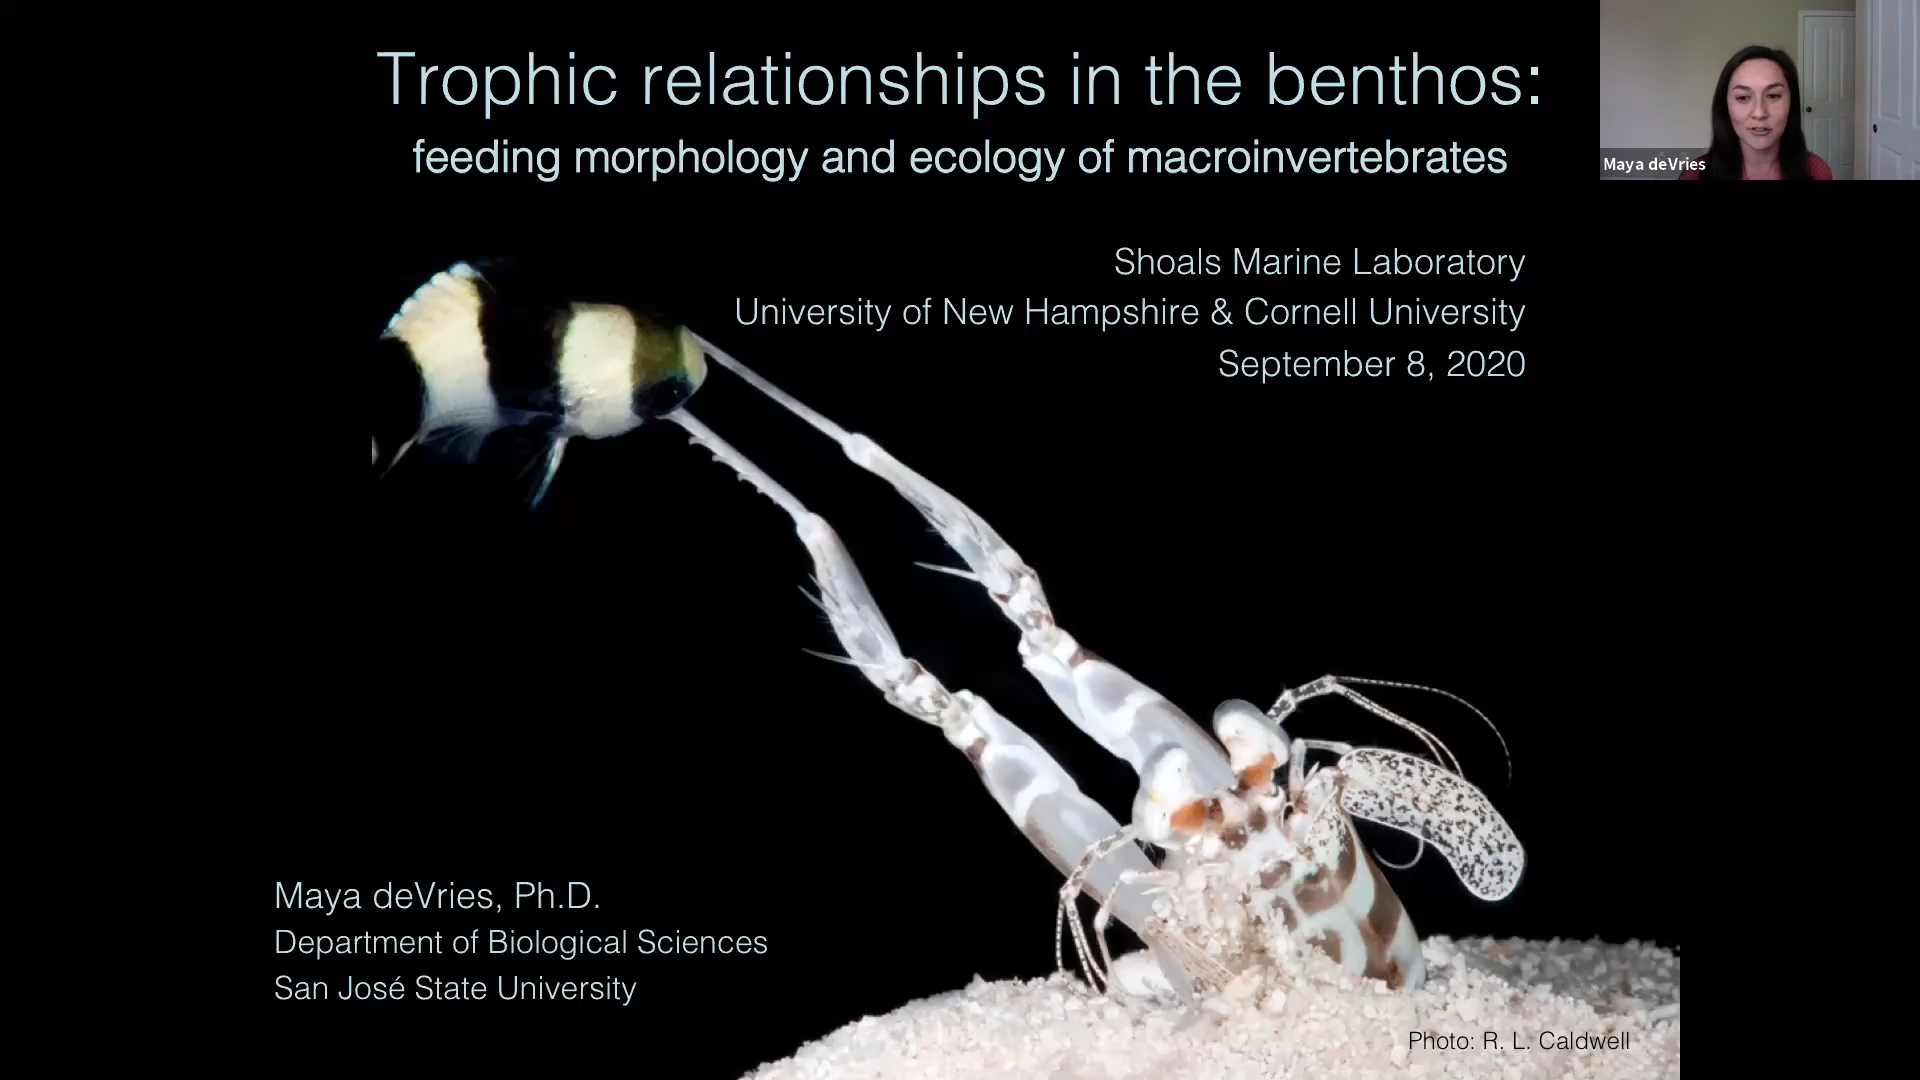 Trophic relationships in the benthos:
feeding morphology and ecology of macroinvertebrates
Maya deVries
Shoals Marine Laboratory
University of New Hampshire & Cornell University
September 8, 2020
Maya deVries, Ph.D.
Department of Biological Sciences
San José State University
Photo: R. L. Caldwell